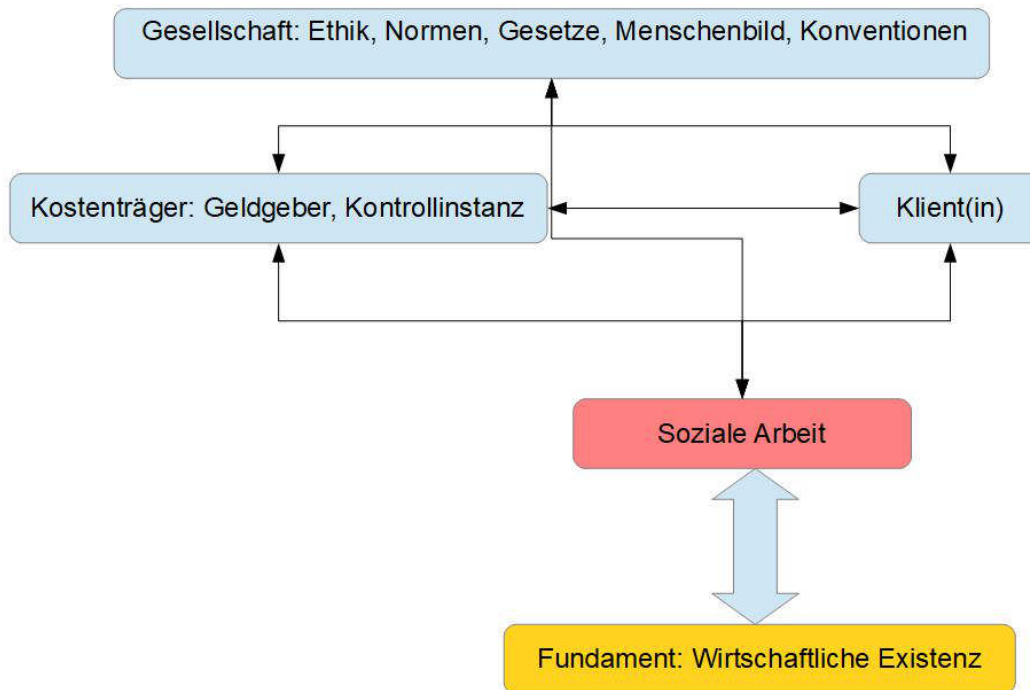 Gesellschaft: Ethik, Normen, Gesetze, Menschenbild, Konventionen
Kostenträger: Geldgeber, Kontrollinstanz
Klient(in)
Soziale Arbeit
Fundament: Wirtschaftliche Existenz